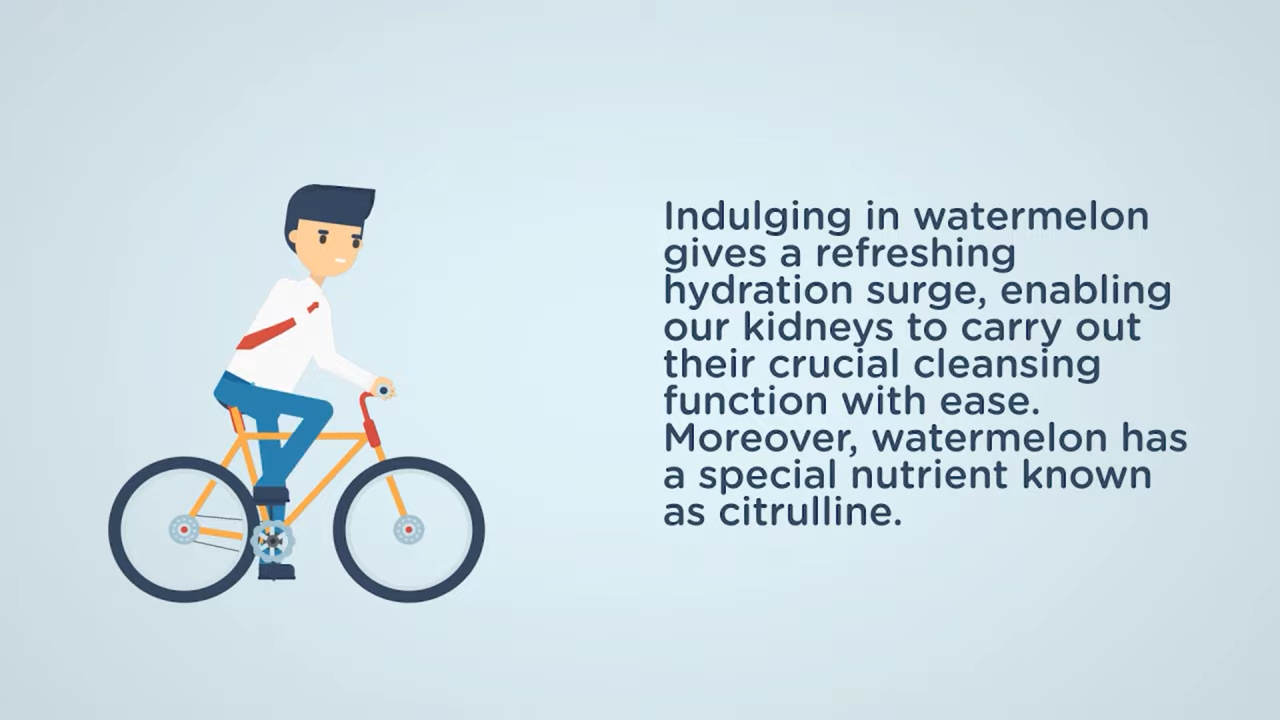 Indulging in watermelon
gives a refreshing
hydration surge, enabling
our kidneys to carry out
their crucial cleansing
function with ease.
Moreover, watermelon has
a special nutrient known
as citrulline.